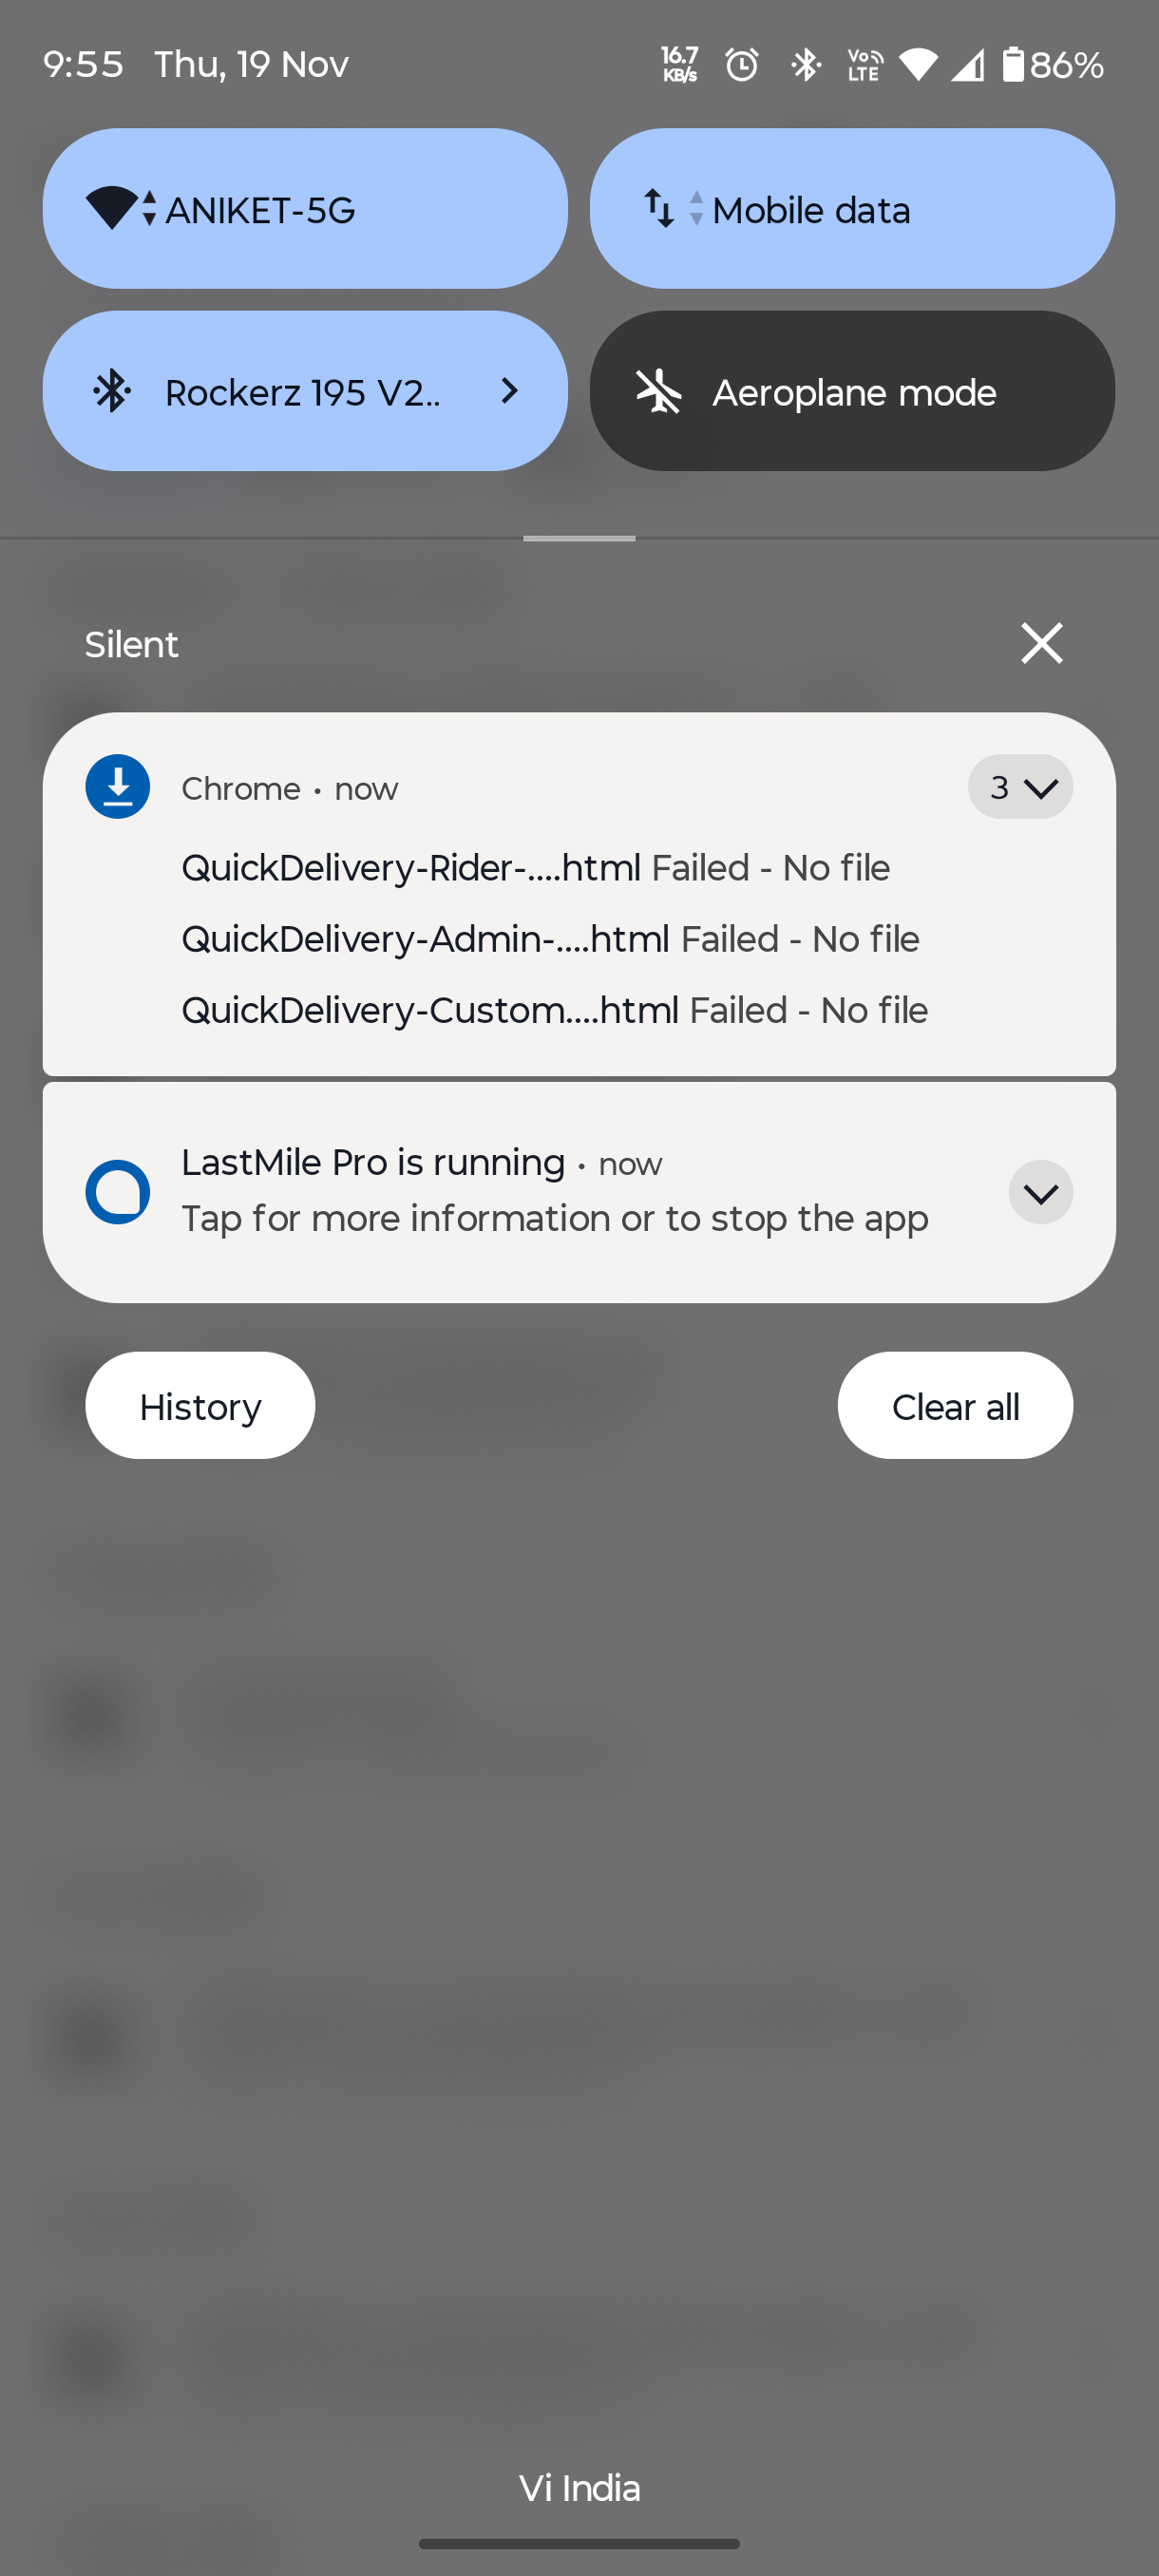 9:55 Thu, 19 Nov 16.7 KB/s Vo LTE 86%
ANIKET-5G
Mobile data
Rockerz 195 V2..
Aeroplane mode
Silent
Chrome • now 3
QuickDelivery-Rider-....html Failed - No file
QuickDelivery-Admin-....html Failed - No file
QuickDelivery-Custom....html Failed - No file
LastMile Pro is running • now
Tap for more information or to stop the app
History
Clear all
Vi India